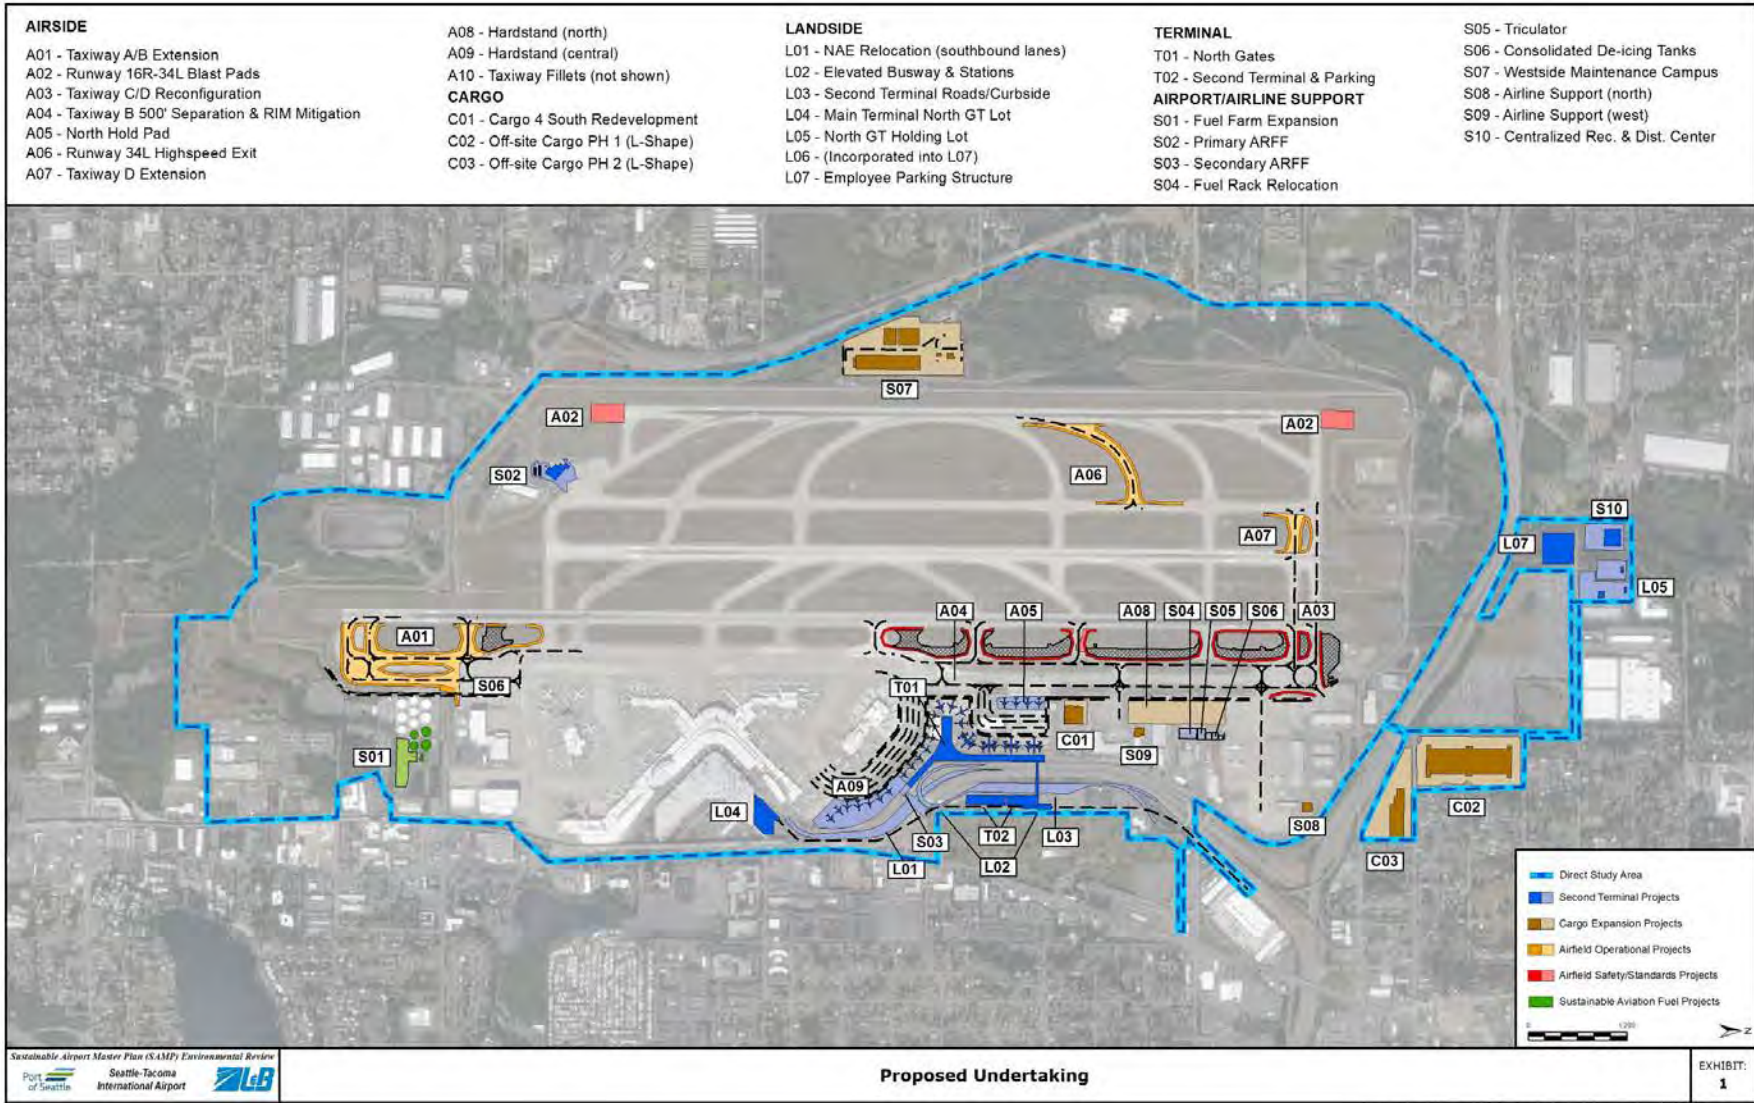 AIRSIDE
A01 - Taxiway A/B Extension
A02 - Runway 16R-34L Blast Pads
A03 - Taxiway C/D Reconfiguration
A04 - Taxiway B 500' Separation & RIM Mitigation
A05 - North Hold Pad
A06 - Runway 34L Highspeed Exit
A07 - Taxiway D Extension
A08 - Hardstand (north)
A09 - Hardstand (central)
A10 - Taxiway Fillets (not shown)
CARGO
C01 - Cargo 4 South Redevelopment
C02 - Off-site Cargo PH 1 (L-Shape)
C03 - Off-site Cargo PH 2 (L-Shape)
LANDSIDE
L01 - NAE Relocation (southbound lanes)
L02 - Elevated Busway & Stations
L03 - Second Terminal Roads/Curbside
L04 - Main Terminal North GT Lot
L05 - North GT Holding Lot
L06 - (Incorporated into L07)
L07 - Employee Parking Structure
TERMINAL
T01 - North Gates
T02 - Second Terminal & Parking
AIRPORT/AIRLINE SUPPORT
S01 - Fuel Farm Expansion
S02 - Primary ARFF
S03 - Secondary ARFF
S04 - Fuel Rack Relocation
S05 - Triculator
S06 - Consolidated De-icing Tanks
S07 - Westside Maintenance Campus
S08 - Airline Support (north)
S09 - Airline Support (west)
S10 - Centralized Rec. & Dist. Center
S07
A02
A02
S02
A06
S10
A07
L07
L05
A04
A05
A08
S04
S05
S06
A03
A01
S06
T01
C01
S09
S01
A09
L04
S03
T02
L03
S08
C02
L01
L02
C03
Direct Study Area
Second Terminal Projects
Cargo Expansion Projects
Airfield Operational Projects
Airfield Safety/Standards Projects
Sustainable Aviation Fuel Projects
0 1,200
Z
Sustainable Airport Master Plan (SAMP) Environmental Review
Port of Seattle
Seattle-Tacoma
International Airport
L&B
Proposed Undertaking
EXHIBIT:
1